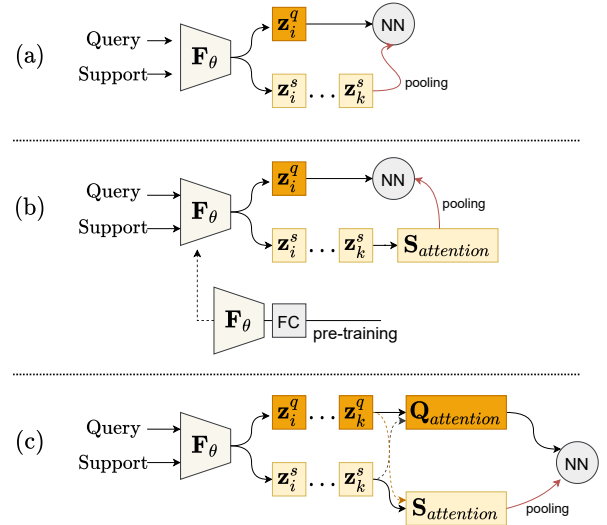 (a)
Query
Support
F_θ
z_i^q
NN
z_i^s ... z_k^s
pooling
(b)
Query
Support
F_θ
z_i^q
NN
pooling
z_i^s ... z_k^s
S_attention
F_θ
FC
pre-training
(c)
Query
Support
F_θ
z_i^q ... z_k^q
Q_attention
z_i^s ... z_k^s
S_attention
NN
pooling